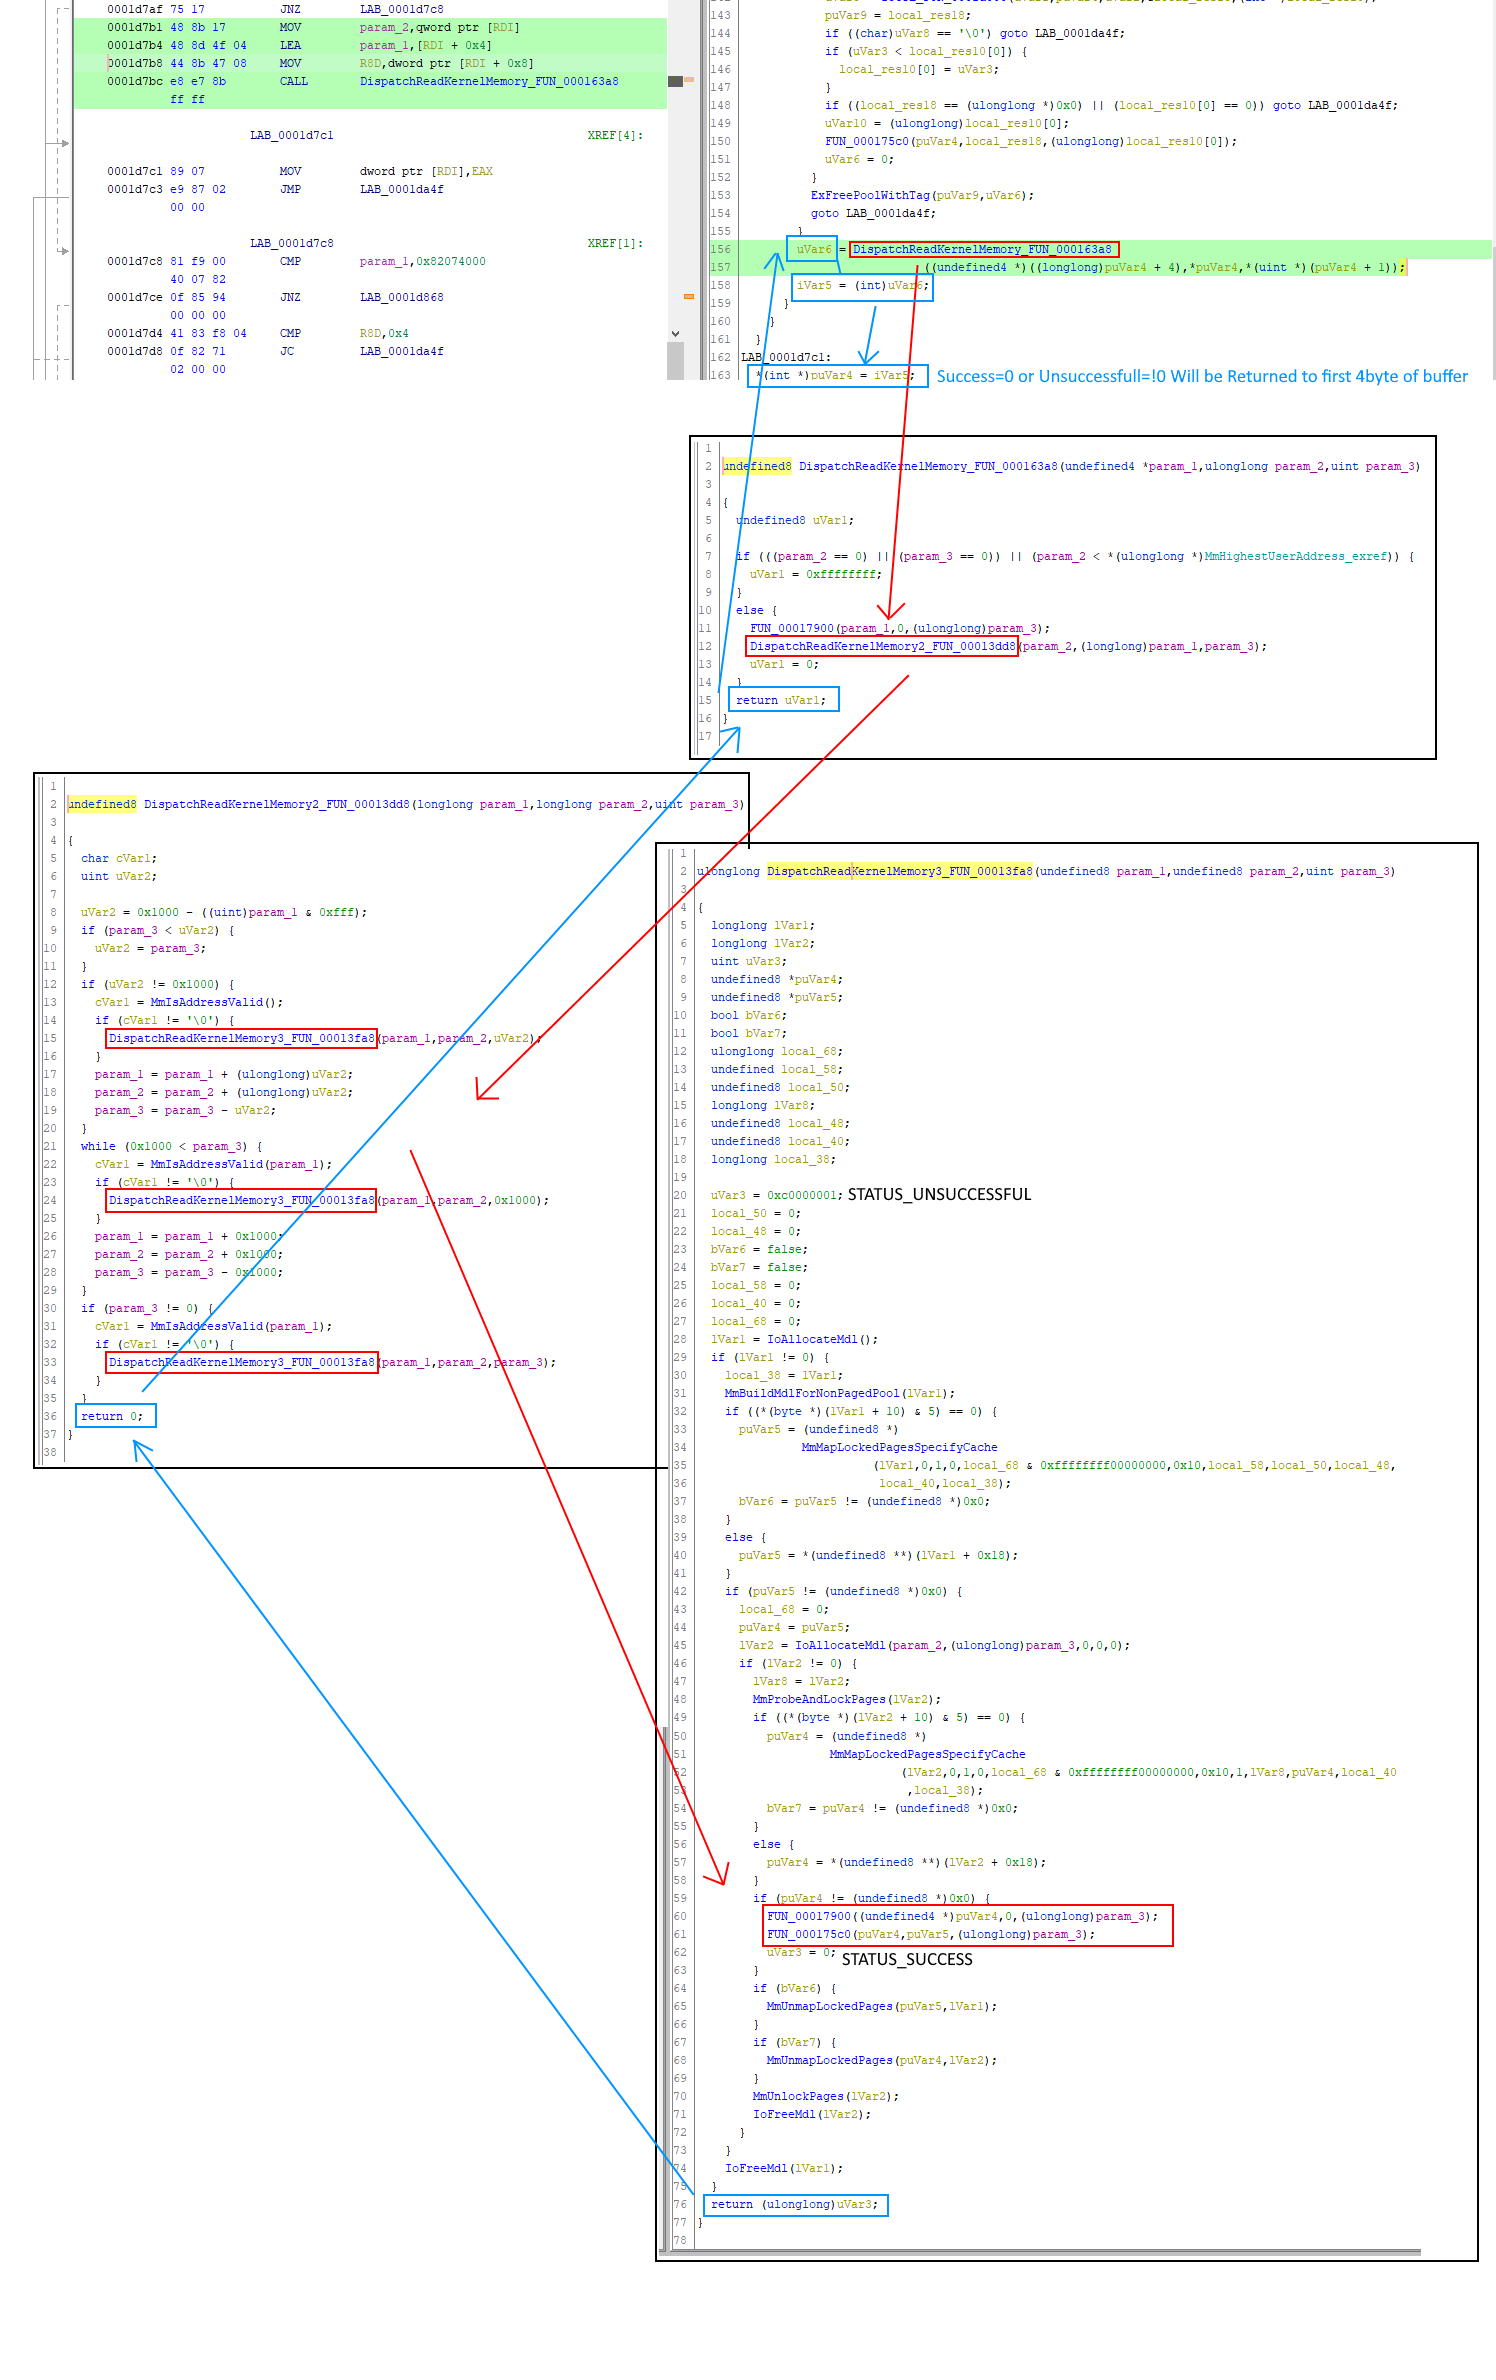 0001d7af 75 17 JNZ LAB_0001d7c8
0001d7b1 48 8b 17 MOV param_2,qword ptr [RDI]
0001d7b4 48 8d 4f 04 LEA param_1,[RDI + 0x4]
0001d7b8 44 8b 47 08 MOV R8D,dword ptr [RDI + 0x8]
0001d7bc e8 e7 8b CALL DispatchReadKernelMemory_FUN_000163a8
ff ff
LAB_0001d7c1 XREF[4]:
0001d7c1 89 07 MOV dword ptr [RDI],EAX
0001d7c3 e9 87 02 JMP LAB_0001da4f
00 00
LAB_0001d7c8 XREF[1]:
0001d7c8 81 f9 00 CMP param_1,0x82074000
40 07 82
0001d7ce 0f 85 94 JNZ LAB_0001d868
00 00 00
0001d7d4 41 83 f8 04 CMP R8D,0x4
0001d7d8 0f 82 71 JC LAB_0001da4f
02 00 00
143 puVar9 = local_res18;
144 if ((char)uVar8 == '\0') goto LAB_0001da4f;
145 if (uVar3 < local_res10[0]) {
146 local_res10[0] = uVar3;
147 }
148 if ((local_res18 == (ulonglong *)0x0) || (local_res10[0] == 0)) goto LAB_0001da4f;
149 uVar10 = (ulonglong)local_res10[0];
150 FUN_000175c0(puVar4,local_res18,(ulonglong)local_res10[0]);
151 uVar6 = 0;
152 }
153 ExFreePoolWithTag(puVar9,uVar6);
154 goto LAB_0001da4f;
155 }
156 uVar6 = DispatchReadKernelMemory_FUN_000163a8
157 ((undefined4 *)((longlong)puVar4 + 4),*puVar4,*(uint *)(puVar4 + 1));
158 iVar5 = (int)uVar6;
159 }
160 }
161 }
162 LAB_0001d7c1:
163 *(int *)puVar4 = iVar5; Success=0 or Unsuccessfull=!0 Will be Returned to first 4byte of buffer
1
2 undefined8 DispatchReadKernelMemory_FUN_000163a8(undefined4 *param_1,ulonglong param_2,uint param_3)
3
4 {
5 undefined8 uVar1;
6
7 if (((param_2 == 0) || (param_3 == 0)) || (param_2 < *(ulonglong *)MmHighestUserAddress_exref)) {
8 uVar1 = 0xffffffff;
9 }
10 else {
11 FUN_00017900(param_1,0,(ulonglong)param_3);
12 DispatchReadKernelMemory2_FUN_00013dd8(param_2,(longlong)param_1,param_3);
13 uVar1 = 0;
14 }
15 return uVar1;
16 }
17
1
2 undefined8 DispatchReadKernelMemory2_FUN_00013dd8(longlong param_1,longlong param_2,uint param_3)
3
4 {
5 char cVar1;
6 uint uVar2;
7
8 uVar2 = 0x1000 - ((uint)param_1 & 0xfff);
9 if (param_3 < uVar2) {
10 uVar2 = param_3;
11 }
12 if (uVar2 != 0x1000) {
13 cVar1 = MmIsAddressValid();
14 if (cVar1 != '\0') {
15 DispatchReadKernelMemory3_FUN_00013fa8(param_1,param_2,uVar2);
16 }
17 param_1 = param_1 + (ulonglong)uVar2;
18 param_2 = param_2 + (ulonglong)uVar2;
19 param_3 = param_3 - uVar2;
20 }
21 while (0x1000 < param_3) {
22 cVar1 = MmIsAddressValid(param_1);
23 if (cVar1 != '\0') {
24 DispatchReadKernelMemory3_FUN_00013fa8(param_1,param_2,0x1000);
25 }
26 param_1 = param_1 + 0x1000;
27 param_2 = param_2 + 0x1000;
28 param_3 = param_3 - 0x1000;
29 }
30 if (param_3 != 0) {
31 cVar1 = MmIsAddressValid(param_1);
32 if (cVar1 != '\0') {
33 DispatchReadKernelMemory3_FUN_00013fa8(param_1,param_2,param_3);
34 }
35 }
36 return 0;
37 }
38
1
2 ulonglong DispatchReadKernelMemory3_FUN_00013fa8(undefined8 param_1,undefined8 param_2,uint param_3)
3
4 {
5 longlong lVar1;
6 longlong lVar2;
7 uint uVar3;
8 undefined8 *puVar4;
9 undefined8 *puVar5;
10 bool bVar6;
11 bool bVar7;
12 ulonglong local_68;
13 undefined local_58;
14 undefined8 local_50;
15 longlong lVar8;
16 undefined8 local_48;
17 undefined8 local_40;
18 longlong local_38;
19
20 uVar3 = 0xc0000001; STATUS_UNSUCCESSFUL
21 local_50 = 0;
22 local_48 = 0;
23 bVar6 = false;
24 bVar7 = false;
25 local_58 = 0;
26 local_40 = 0;
27 local_68 = 0;
28 lVar1 = IoAllocateMdl();
29 if (lVar1 != 0) {
30 local_38 = lVar1;
31 MmBuildMdlForNonPagedPool(lVar1);
32 if ((*(byte *)(lVar1 + 10) & 5) == 0) {
33 puVar5 = (undefined8 *)
34 MmMapLockedPagesSpecifyCache
35 (lVar1,0,1,0,local_68 & 0xffffffff00000000,0x10,local_58,local_50,local_48,
36 local_40,local_38);
37 bVar6 = puVar5 != (undefined8 *)0x0;
38 }
39 else {
40 puVar5 = *(undefined8 **)(lVar1 + 0x18);
41 }
42 if (puVar5 != (undefined8 *)0x0) {
43 local_68 = 0;
44 puVar4 = puVar5;
45 lVar2 = IoAllocateMdl(param_2,(ulonglong)param_3,0,0,0);
46 if (lVar2 != 0) {
47 lVar8 = lVar2;
48 MmProbeAndLockPages(lVar2);
49 if ((*(byte *)(lVar2 + 10) & 5) == 0) {
50 puVar4 = (undefined8 *)
51 MmMapLockedPagesSpecifyCache
52 (lVar2,0,1,0,local_68 & 0xffffffff00000000,0x10,1,lVar8,puVar4,local_40
53 ,local_38);
54 bVar7 = puVar4 != (undefined8 *)0x0;
55 }
56 else {
57 puVar4 = *(undefined8 **)(lVar2 + 0x18);
58 }
59 if (puVar4 != (undefined8 *)0x0) {
60 FUN_00017900((undefined4 *)puVar4,0,(ulonglong)param_3);
61 FUN_000175c0(puVar4,puVar5,(ulonglong)param_3);
62 uVar3 = 0; STATUS_SUCCESS
63 }
64 if (bVar6) {
65 MmUnmapLockedPages(puVar5,lVar1);
66 }
67 if (bVar7) {
68 MmUnmapLockedPages(puVar4,lVar2);
69 }
70 MmUnlockPages(lVar2);
71 IoFreeMdl(lVar2);
72 }
73 }
74 IoFreeMdl(lVar1);
75 }
76 return (ulonglong)uVar3;
77 }
78